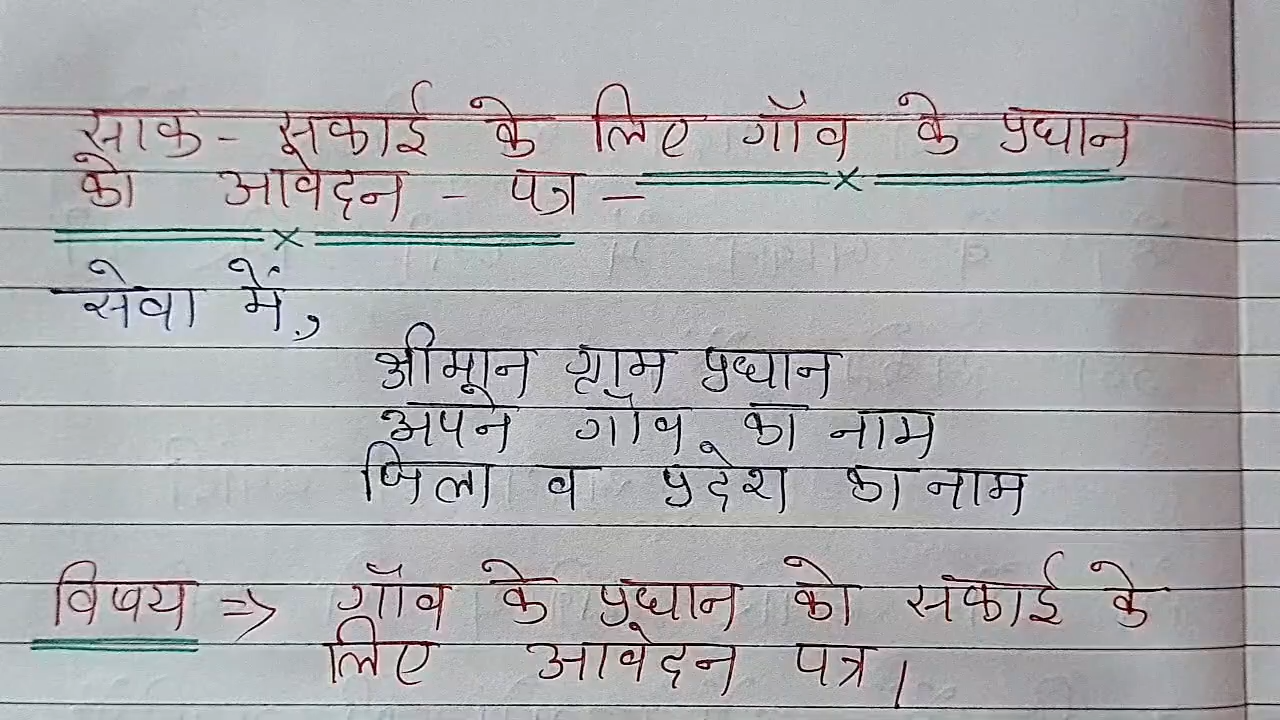 साफ - सफाई के लिए गॉव के प्रधान
को आवेदन - पत्र -
सेवा में,
श्रीमान ग्राम प्रधान
अपने गॉव का नाम
जिला व प्रदेश का नाम
विषय => गॉव के प्रधान को सफाई के
लिए आवेदन पत्र।